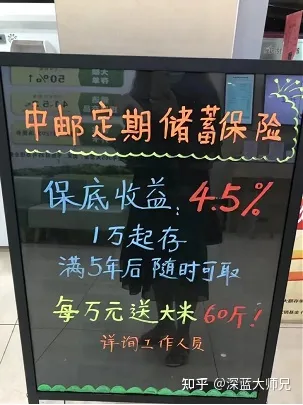 中邮定期储蓄保险
保底收益：4.5%
1万起存
满5年后随时可取
每万元送大米60斤！
详询工作人员
知乎 @深蓝大师兄